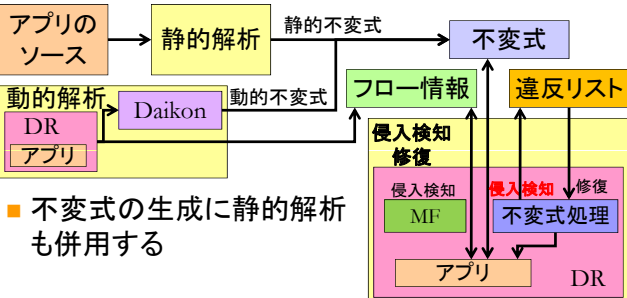 アプリの
ソース
静的解析
静的不変式
不変式
動的解析
DR
アプリ
Daikon
動的不変式
フロー情報
違反リスト
侵入検知
修復
侵入検知
MF
侵入検知
修復
不変式処理
アプリ
DR
不変式の生成に静的解析
も併用する